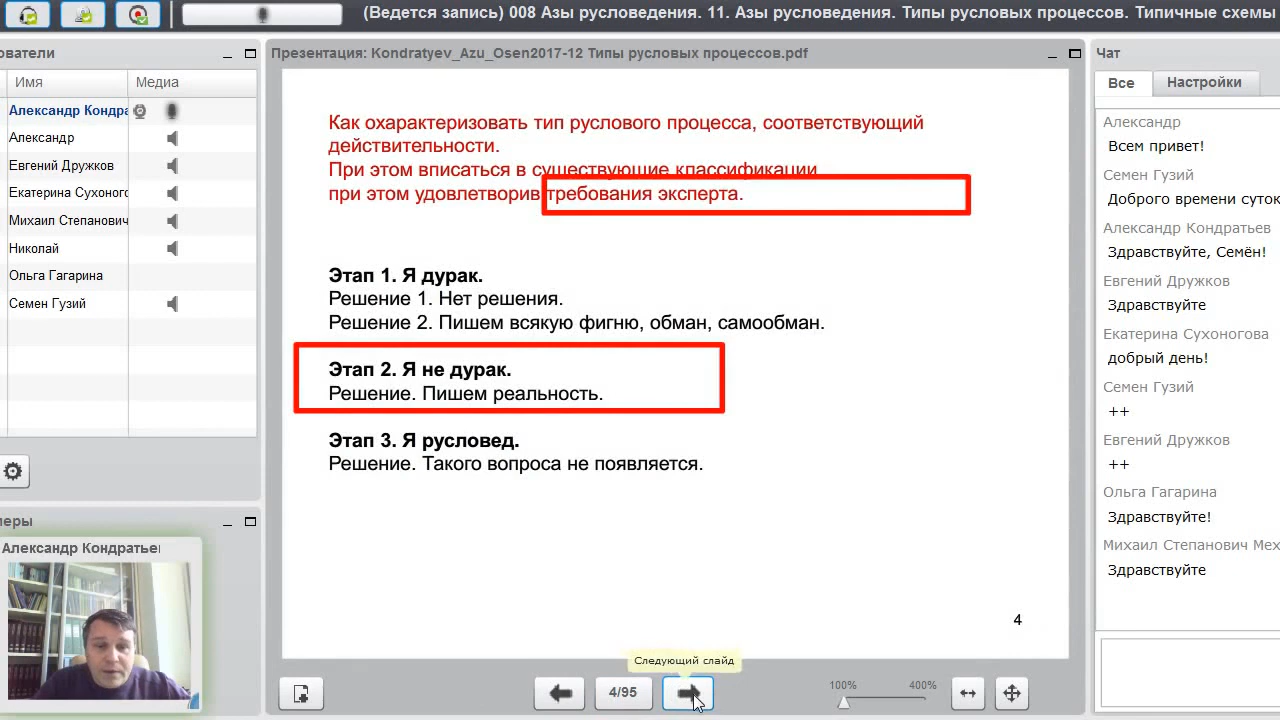 (Ведется запись) 008 Азы русловедения. 11. Азы русловедения. Типы русловых процессов. Типичные схемы
ователи
Имя Медиа
Александр Кондра
Александр
Евгений Дружков
Екатерина Сухоног
Михаил Степанович
Николай
Ольга Гагарина
Семен Гузий
меры
Александр Кондратьеі
Презентация: Kondratyev_Azu_Osen2017-12 Типы русловых процессов.pdf
Как охарактеризовать тип руслового процесса, соответствующий
действительности.
При этом вписаться в существующие классификации
при этом удовлетворив требования эксперта.
Этап 1. Я дурак.
Решение 1. Нет решения.
Решение 2. Пишем всякую фигню, обман, самообман.
Этап 2. Я не дурак.
Решение. Пишем реальность.
Этап 3. Я русловед.
Решение. Такого вопроса не появляется.
4
Следующий слайд
4/95
100% 400%
Чат
Все Настройки
Александр
Всем привет!
Семен Гузий
Доброго времени суток
Александр Кондратьев
Здравствуйте, Семён!
Евгений Дружков
Здравствуйте
Екатерина Сухоногова
добрый день!
Семен Гузий
++
Евгений Дружков
++
Ольга Гагарина
Здравствуйте!
Михаил Степанович Мех
Здравствуйте